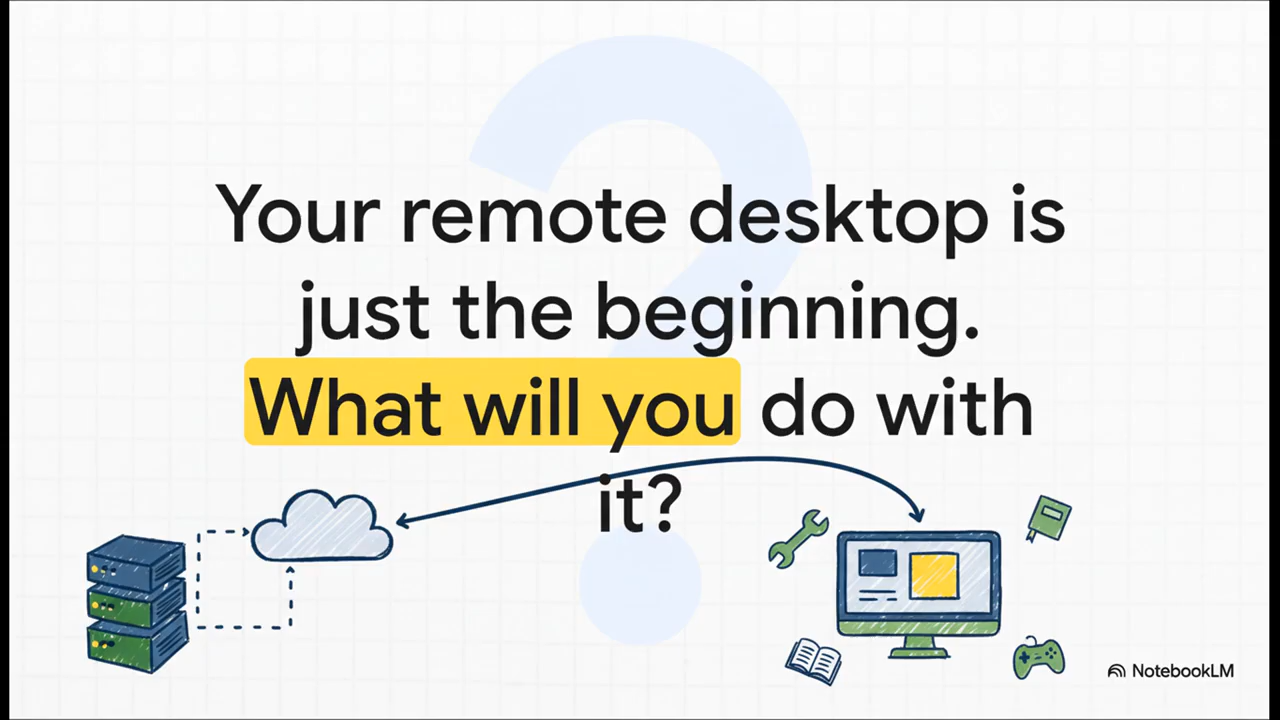 Your remote desktop is
just the beginning.
What will you do with
it?
NotebookLM